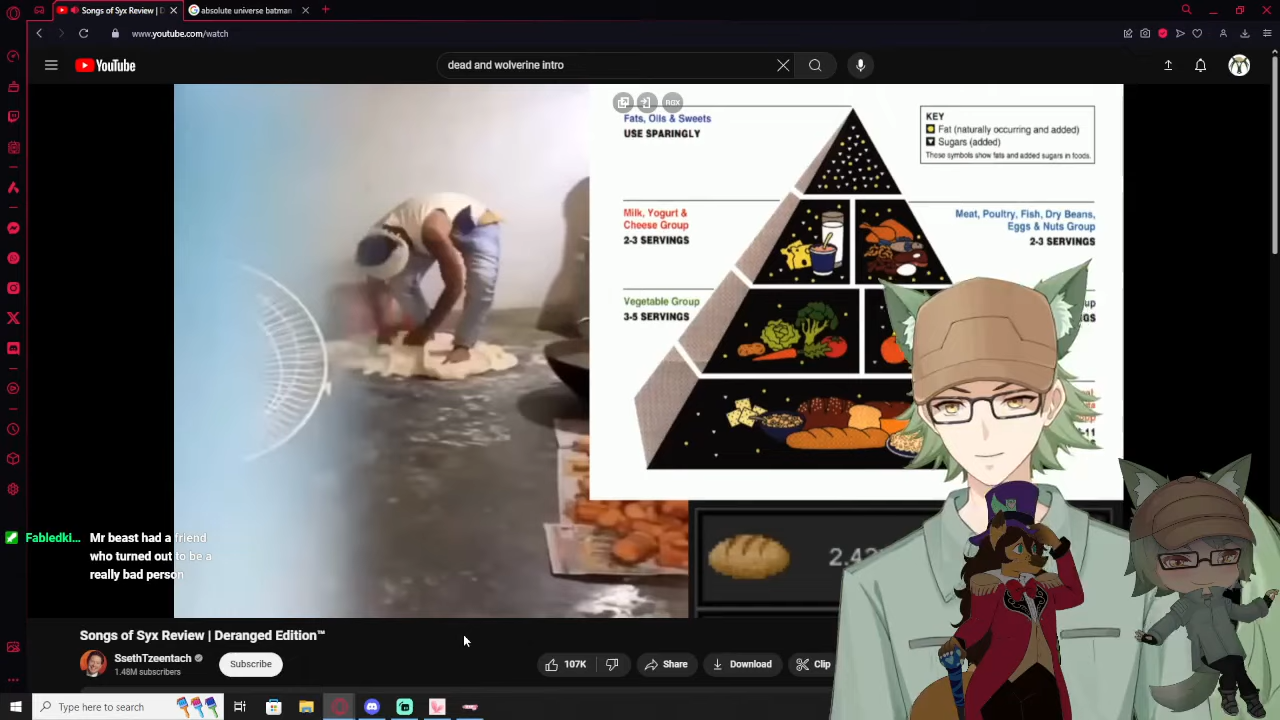 Songs of Syx Review | D
absolute universe batman
www.youtube.com/watch
YouTube
dead and wolverine intro
RGX
Fats, Oils & Sweets
USE SPARINGLY
KEY
Fat (naturally occurring and added)
Sugars (added)
These symbols show fats and added sugars in foods.
Milk, Yogurt &
Cheese Group
2-3 SERVINGS
Meat, Poultry, Fish, Dry Beans,
Eggs & Nuts Group
2-3 SERVINGS
Vegetable Group
3-5 SERVINGS
Fabledki... Mr beast had a friend
who turned out to be a
really bad person
Songs of Syx Review | Deranged Edition™
SsethTzeentach
1.48M subscribers
Subscribe
107K
Share
Download
Clip
Type here to search